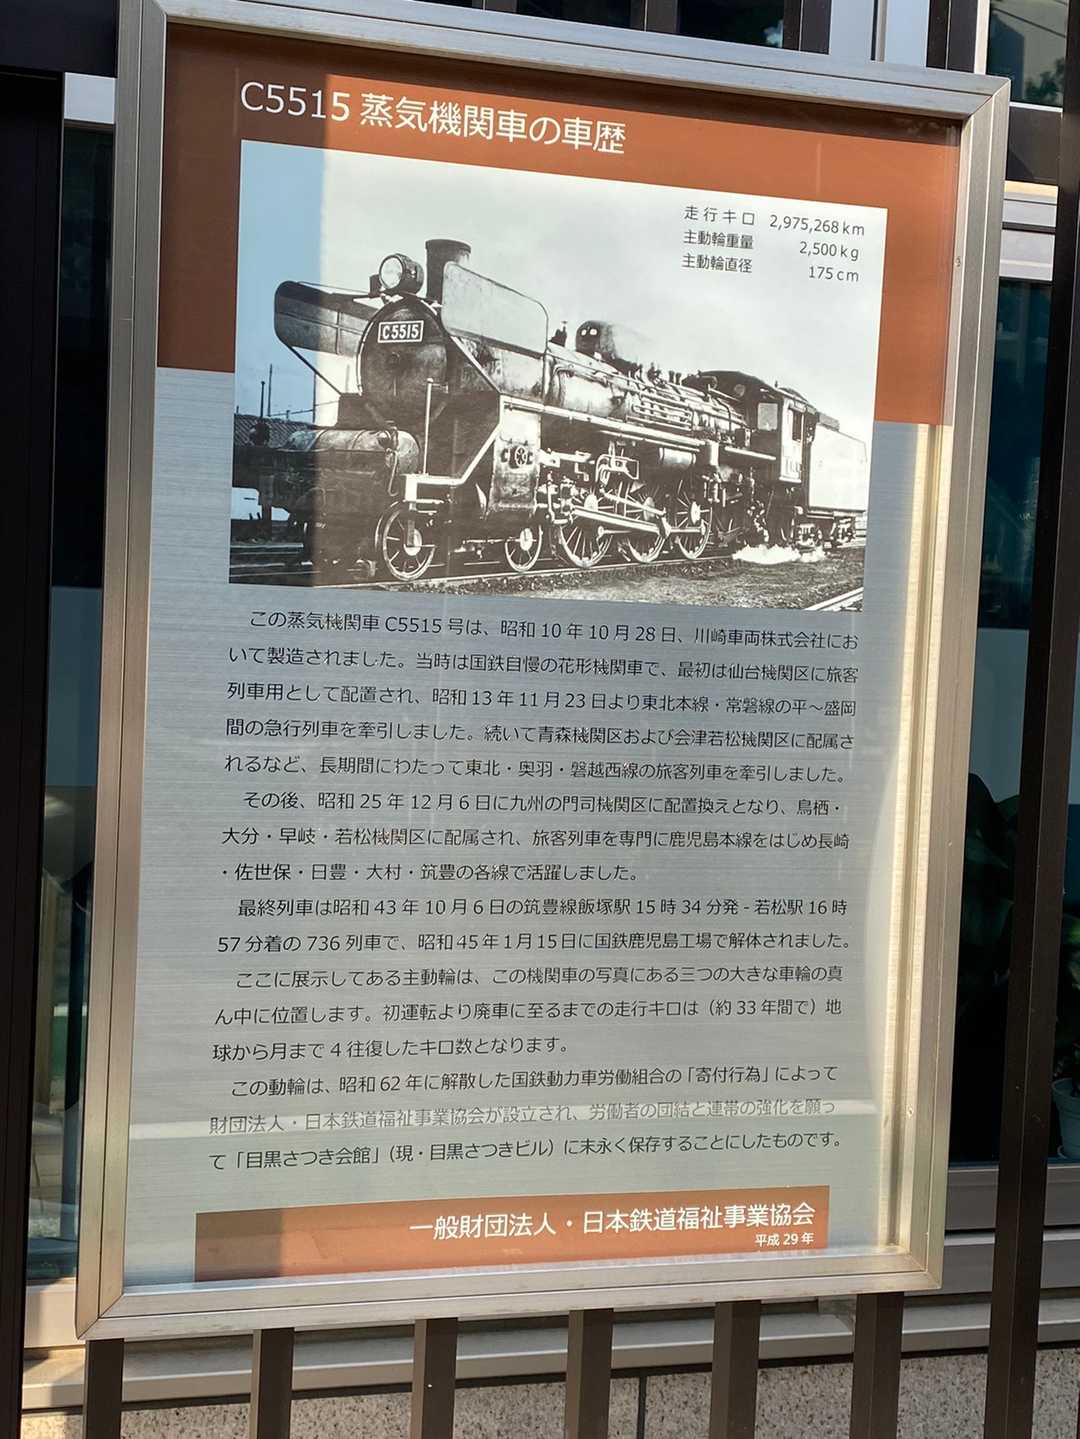 C5515 蒸気機関車の車歴
走行キロ 2,975,268km
主動輪重量 2,500kg
主動輪直径 175cm
C5515
この蒸気機関車 C5515 号は、昭和 10 年 10 月 28 日、川崎車両株式会社にお
いて製造されました。当時は国鉄自慢の花形機関車で、最初は仙台機関区に旅客
列車用として配置され、昭和 13 年 11 月 23 日より東北本線・常磐線の平～盛岡
間の急行列車を牽引しました。続いて青森機関区および会津若松機関区に配属さ
れるなど、長期間にわたって東北・奥羽・磐越西線の旅客列車を牽引しました。
その後、昭和 25 年 12 月 6 日に九州の門司機関区に配置換えとなり、鳥栖・
大分・早岐・若松機関区に配属され、旅客列車を専門に鹿児島本線をはじめ長崎
・佐世保・日豊・大村・筑豊の各線で活躍しました。
最終列車は昭和 43 年 10 月 6 日の筑豊線飯塚駅 15 時 34 分発 - 若松駅 16 時
57 分着の 736 列車で、昭和 45 年 1 月 15 日に国鉄鹿児島工場で解体されました。
ここに展示してある主動輪は、この機関車の写真にある三つの大きな車輪の真
ん中に位置します。初運転より廃車に至るまでの走行キロは（約 33 年間で）地
球から月まで 4 往復したキロ数となります。
この動輪は、昭和 62 年に解散した国鉄動力車労働組合の「寄付行為」によって
財団法人・日本鉄道福祉事業協会が設立され、労働者の団結と連帯の強化を願っ
て「目黒さつき会館」（現・目黒さつきビル）に末永く保存することにしたものです。
一般財団法人・日本鉄道福祉事業協会
平成 29 年